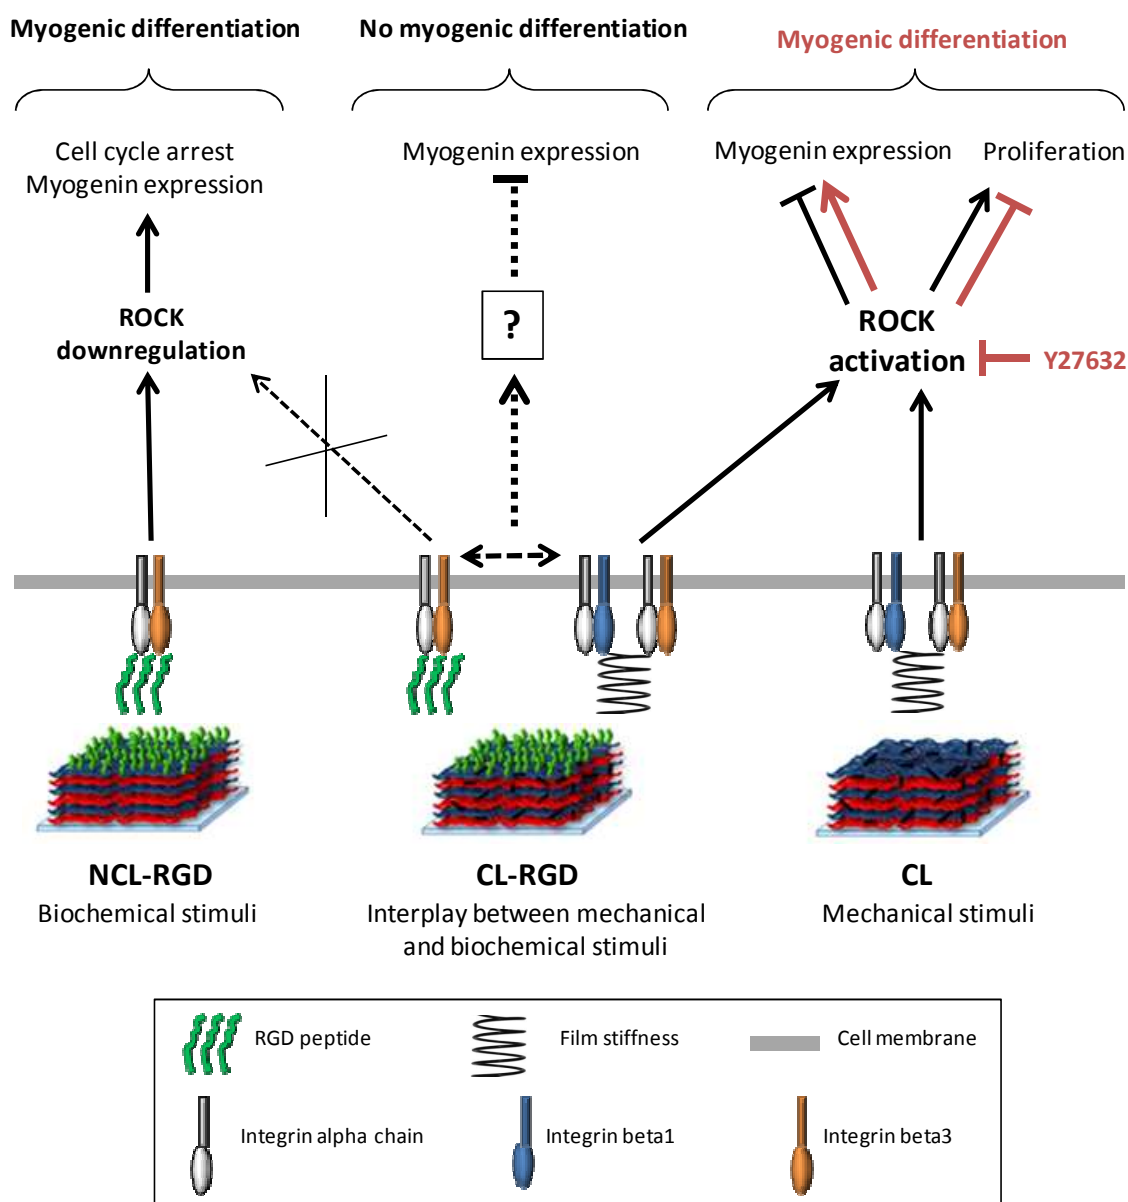 Myogenic differentiation
No myogenic differentiation
Myogenic differentiation
Cell cycle arrest
Myogenin expression
Myogenin expression
Myogenin expression
Proliferation
ROCK
downregulation
?
ROCK
activation
Y27632
NCL-RGD
Biochemical stimuli
CL-RGD
Interplay between mechanical
and biochemical stimuli
CL
Mechanical stimuli
RGD peptide
Film stiffness
Cell membrane
Integrin alpha chain
Integrin beta1
Integrin beta3